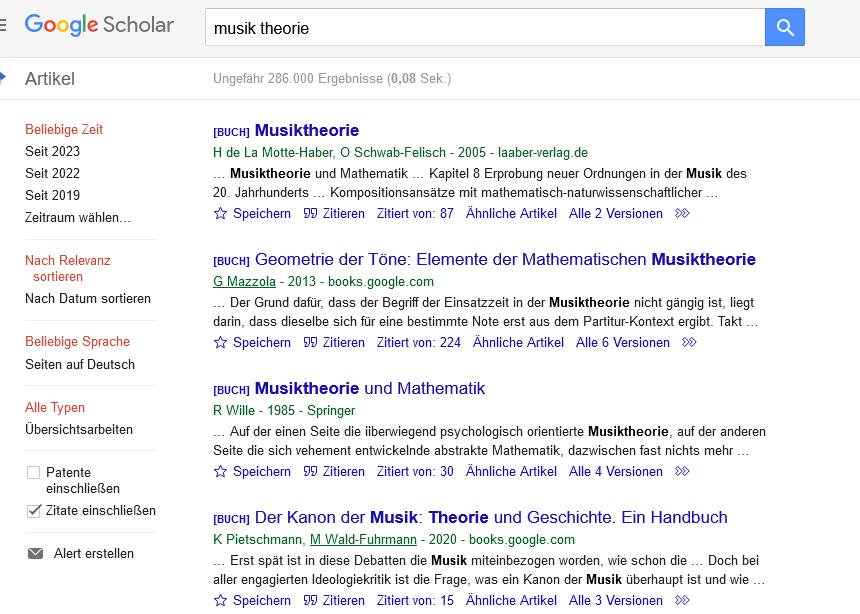 Google Scholar
musik theorie
Artikel
Ungefähr 286.000 Ergebnisse (0,08 Sek.)
Beliebige Zeit
Seit 2023
Seit 2022
Seit 2019
Zeitraum wählen...
Nach Relevanz
sortieren
Nach Datum sortieren
Beliebige Sprache
Seiten auf Deutsch
Alle Typen
Übersichtsarbeiten
Patente
einschließen
Zitate einschließen
Alert erstellen
[BUCH] Musiktheorie
H de La Motte-Haber, O Schwab-Felisch - 2005 - laaber-verlag.de
… Musiktheorie und Mathematik … Kapitel 8 Erprobung neuer Ordnungen in der Musik des
20. Jahrhunderts … Kompositionsansätze mit mathematisch-naturwissenschaftlicher …
Speichern Zitieren Zitiert von: 87 Ähnliche Artikel Alle 2 Versionen
[BUCH] Geometrie der Töne: Elemente der Mathematischen Musiktheorie
G Mazzola - 2013 - books.google.com
… Der Grund dafür, dass der Begriff der Einsatzzeit in der Musiktheorie nicht gängig ist, liegt
darin, dass dieselbe sich für eine bestimmte Note erst aus dem Partitur-Kontext ergibt. Takt …
Speichern Zitieren Zitiert von: 224 Ähnliche Artikel Alle 6 Versionen
[BUCH] Musiktheorie und Mathematik
R Wille - 1985 - Springer
… Auf der einen Seite die iiberwiegend psychologisch orientierte Musiktheorie, auf der anderen
Seite die sich vehement entwickelnde abstrakte Mathematik, dazwischen fast nichts mehr …
Speichern Zitieren Zitiert von: 30 Ähnliche Artikel Alle 4 Versionen
[BUCH] Der Kanon der Musik: Theorie und Geschichte. Ein Handbuch
K Pietschmann, M Wald-Fuhrmann - 2020 - books.google.com
… Erst spät ist in diese Debatten die Musik miteinbezogen worden, wie schon die … Doch bei
aller engagierten Ideologiekritik ist die Frage, was ein Kanon der Musik überhaupt ist und wie …
Speichern Zitieren Zitiert von: 15 Ähnliche Artikel Alle 3 Versionen